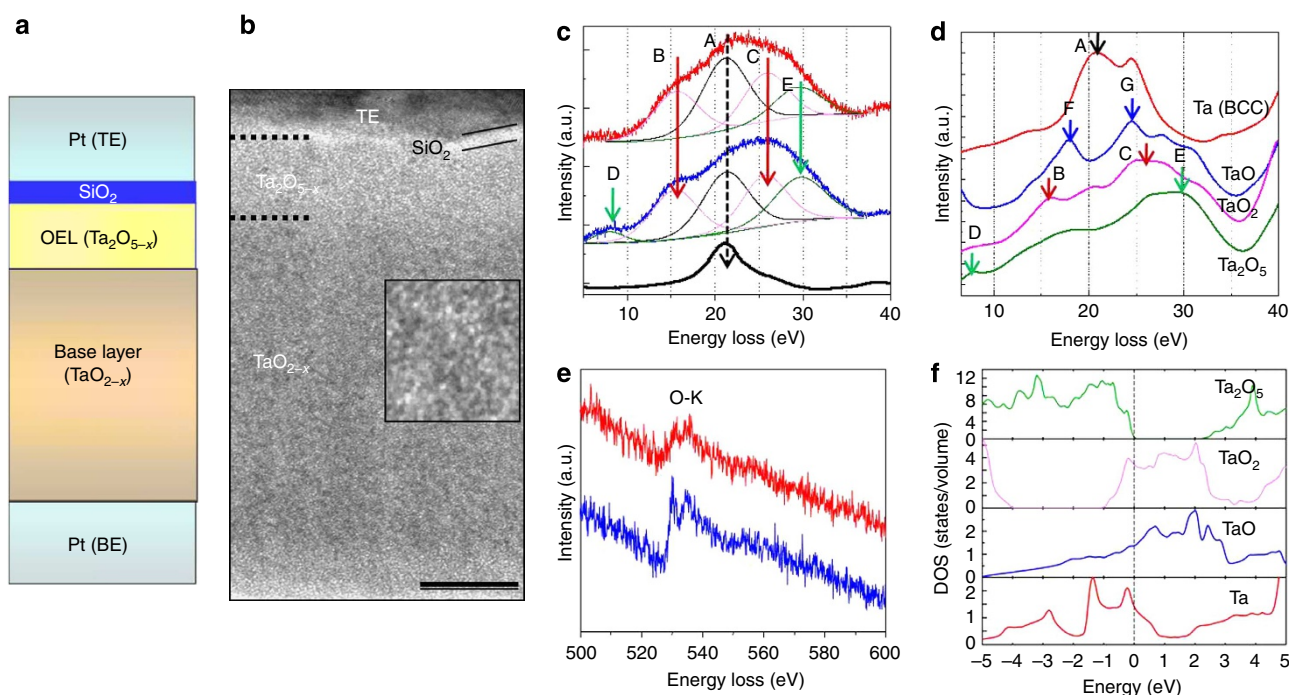 a
Pt (TE)
SiO₂
OEL (Ta₂O₅₋ₓ)
Base layer
(TaO₂₋ₓ)
Pt (BE)
b
TE
SiO₂
Ta₂O₅₋ₓ
TaO₂₋ₓ
c
A
B
C
E
D
Intensity (a.u.)
10 20 30 40
Energy loss (eV)
d
A
G
F
Ta (BCC)
C
E
B
TaO
TaO₂
D
Ta₂O₅
Intensity (a.u.)
10 20 30 40
Energy loss (eV)
e
O-K
Intensity (a.u.)
500 520 540 560 580 600
Energy loss (eV)
f
12
8
4
0
Ta₂O₅
4
2
0
TaO₂
2
1
0
TaO
2
1
0
Ta
DOS (states/volume)
–5 –4 –3 –2 –1 0 1 2 3 4 5
Energy (eV)